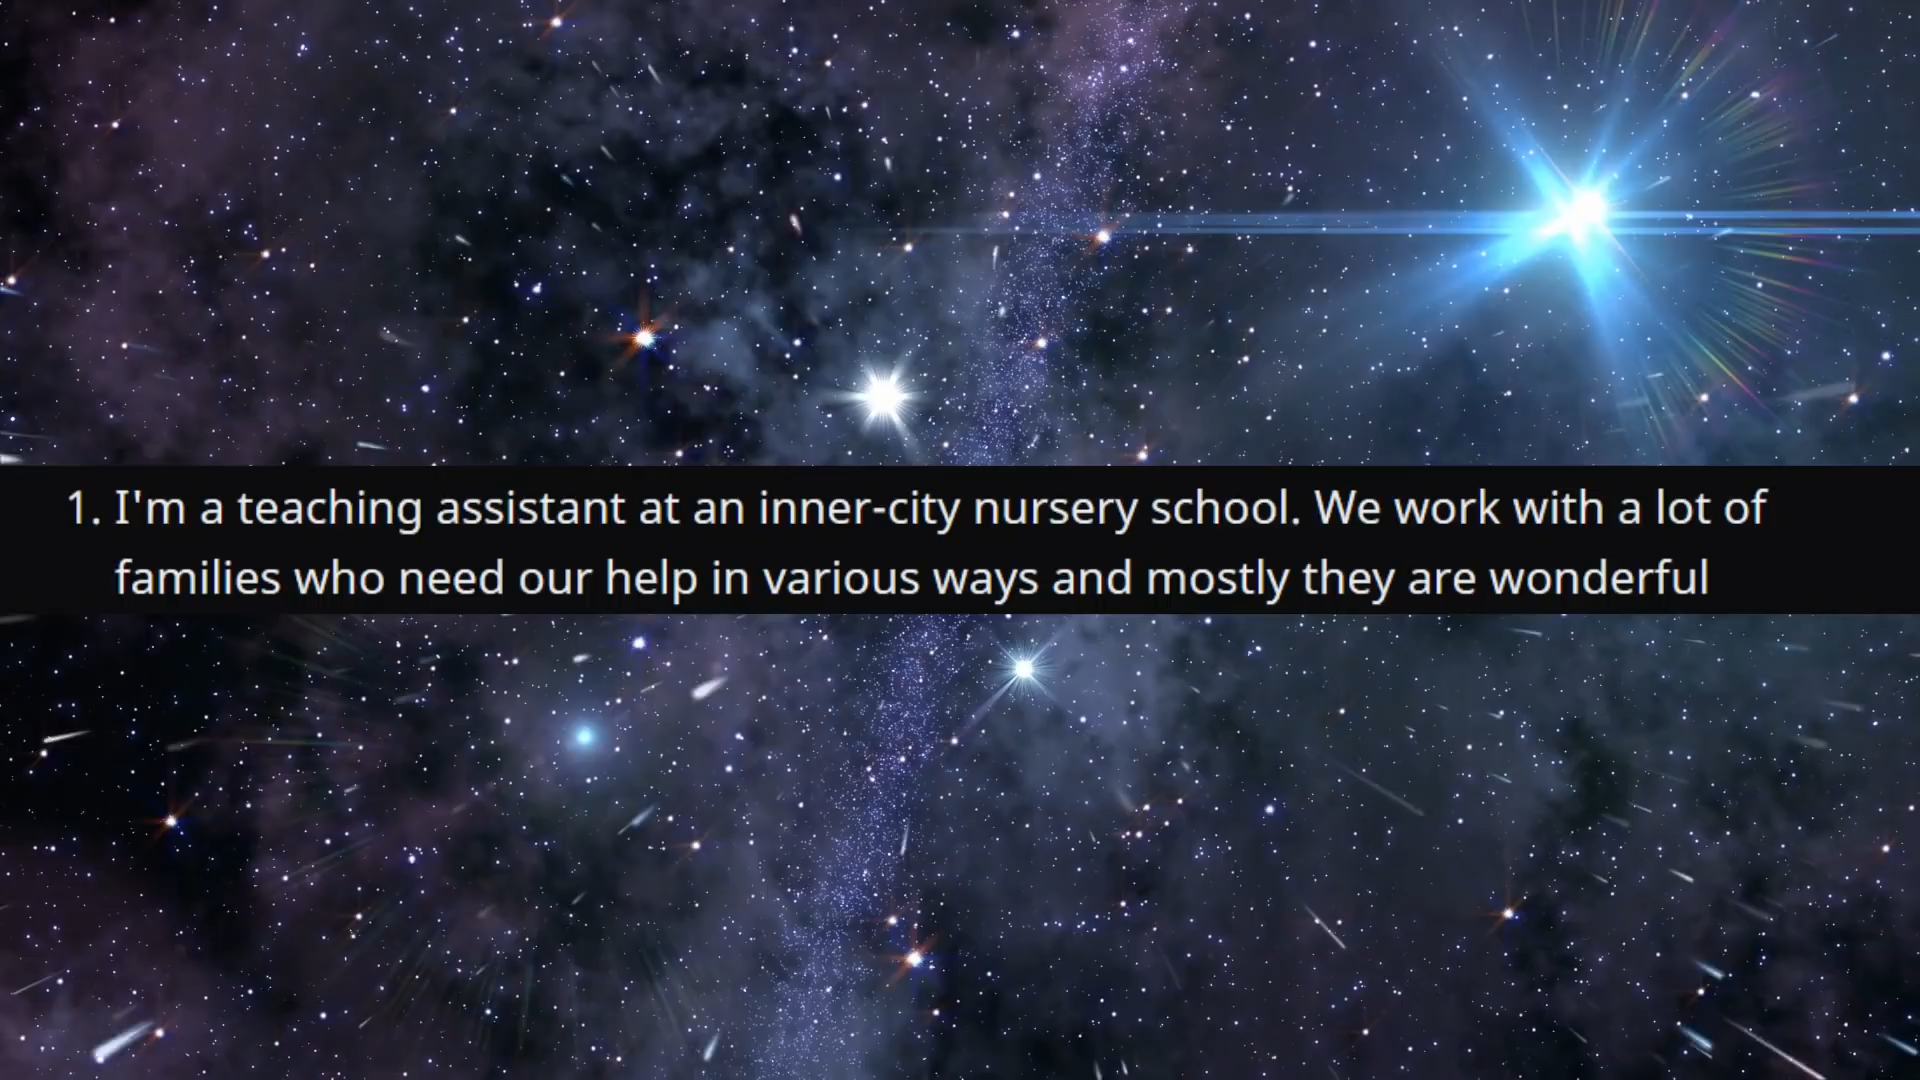 1. I'm a teaching assistant at an inner-city nursery school. We work with a lot of
families who need our help in various ways and mostly they are wonderful